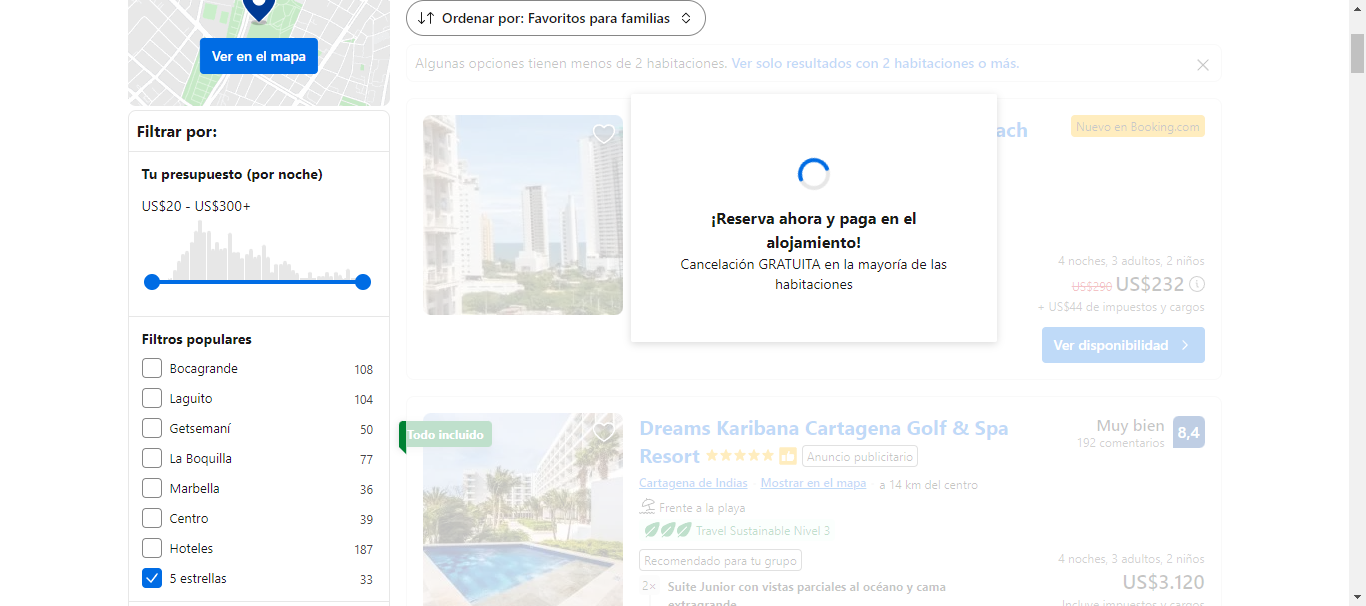 Ver en el mapa
Filtrar por:
Tu presupuesto (por noche)
US$20 - US$300+
Filtros populares
Bocagrande 108
Laguito 104
Getsemaní 50
La Boquilla 77
Marbella 36
Centro 39
Hoteles 187
5 estrellas 33
Ordenar por: Favoritos para familias
Algunas opciones tienen menos de 2 habitaciones. Ver solo resultados con 2 habitaciones o más.
ach
Nuevo en Booking.com
¡Reserva ahora y paga en el
alojamiento!
Cancelación GRATUITA en la mayoría de las
habitaciones
4 noches, 3 adultos, 2 niños
US$290 US$232
+ US$44 de impuestos y cargos
Ver disponibilidad
Todo incluido
Dreams Karibana Cartagena Golf & Spa
Resort Anuncio publicitario
Muy bien 8,4
192 comentarios
Cartagena de Indias Mostrar en el mapa a 14 km del centro
Frente a la playa
Travel Sustainable Nivel 3
Recomendado para tu grupo
2× Suite Junior con vistas parciales al océano y cama
extragrande
4 noches, 3 adultos, 2 niños
US$3.120
Incluye impuestos y cargos